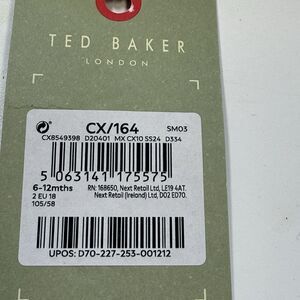 TED BAKER
LONDON
CX/164
SM03
CX8549398 D20401 MX CX10 SS24 D334
5 063141 175575
6-12mths
2 EU 18
105/58
RN: 168650, Next Retail Ltd, LE19 4AT.
Next Retail (Ireland) Ltd, D02 ED70.
UPOS: D70-227-253-001212